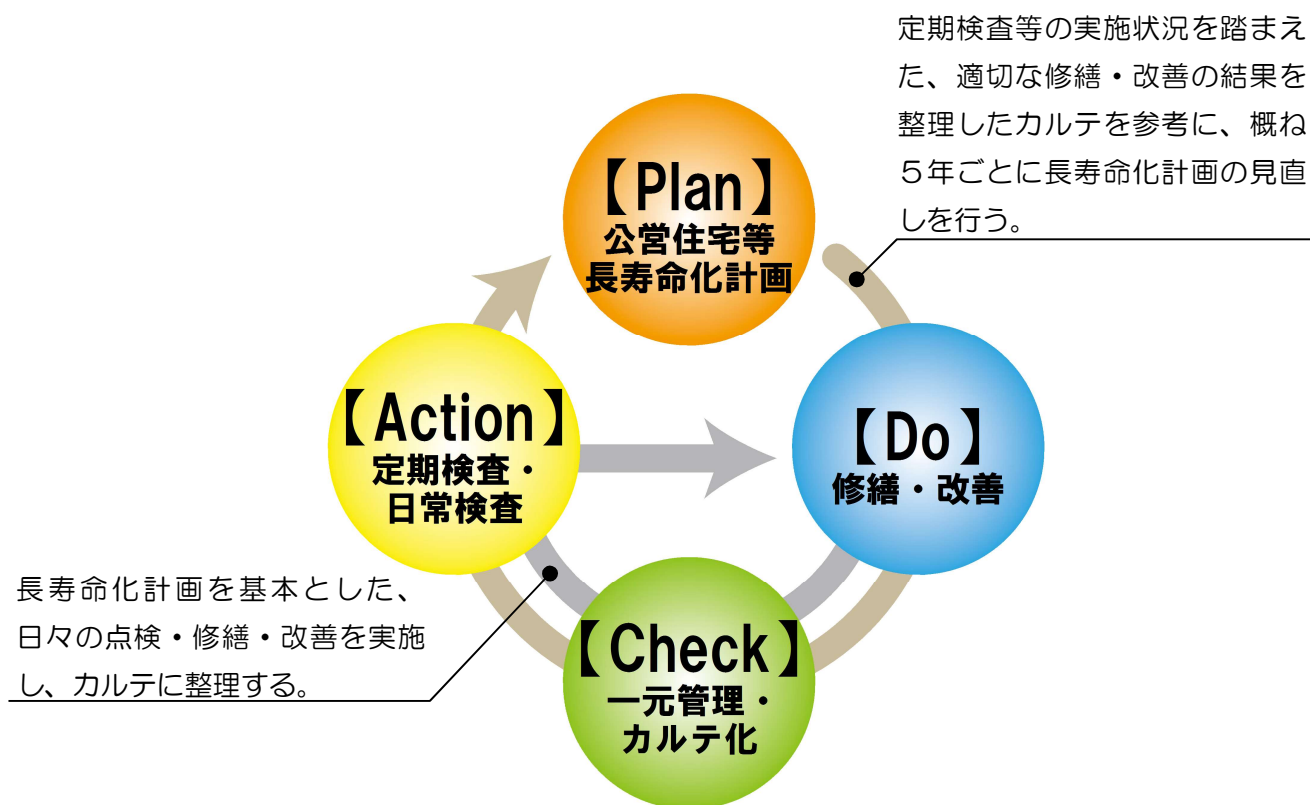 定期検査等の実施状況を踏まえ
た、適切な修繕・改善の結果を
整理したカルテを参考に、概ね
５年ごとに長寿命化計画の見直
しを行う。
【Plan】
公営住宅等
長寿命化計画
【Action】
定期検査・
日常検査
【Do】
修繕・改善
長寿命化計画を基本とした、
日々の点検・修繕・改善を実施
し、カルテに整理する。
【Check】
一元管理・
カルテ化